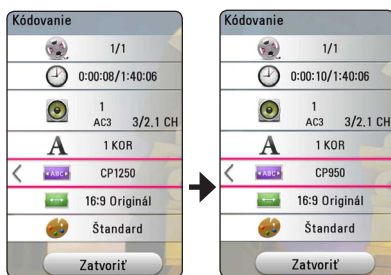 Kódovanie
1/1
0:00:08/1:40:06
1
AC3 3/2.1 CH
A 1 KOR
ABC CP1250
16:9 Originál
Štandard
Zatvoriť
Kódovanie
1/1
0:00:10/1:40:06
1
AC3 3/2.1 CH
A 1 KOR
ABC CP950
16:9 Originál
Štandard
Zatvoriť